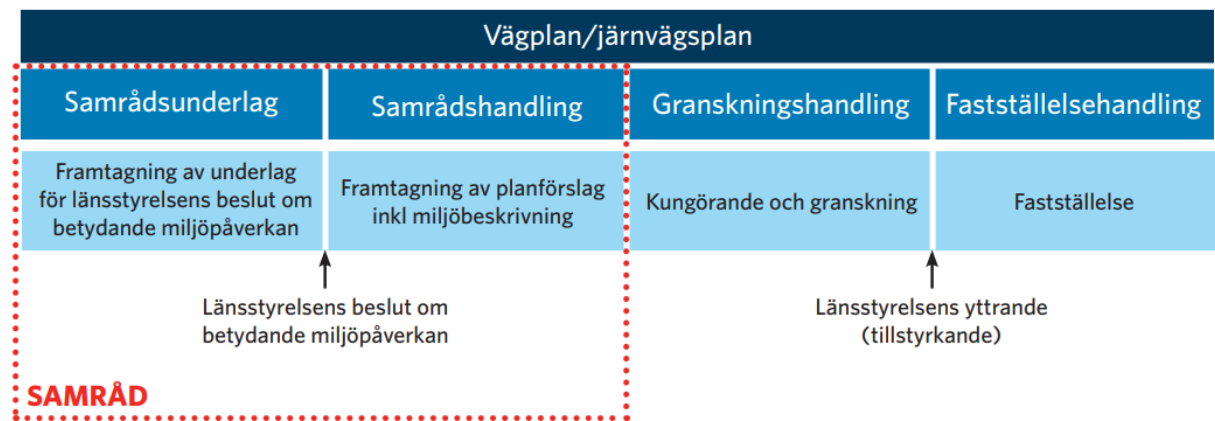 Vägplan/järnvägsplan
Samrådsunderlag
Samrådshandling
Granskningshandling
Fastställelsehandling
Framtagning av underlag
för länsstyrelsens beslut om
betydande miljöpåverkan
Framtagning av planförslag
inkl miljöbeskrivning
Kungörande och granskning
Fastställelse
Länsstyrelsens beslut om
betydande miljöpåverkan
Länsstyrelsens yttrande
(tillstyrkande)
SAMRÅD